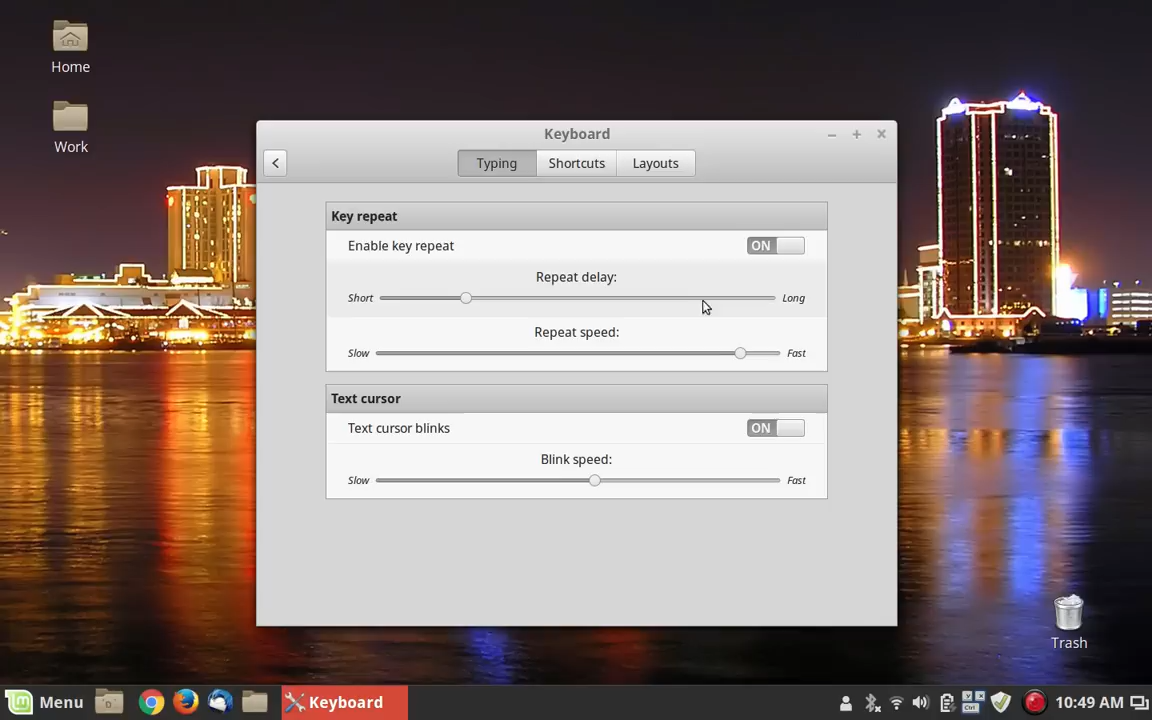 Home
Work
Keyboard
Typing Shortcuts Layouts
Key repeat
Enable key repeat ON
Repeat delay:
Short Long
Repeat speed:
Slow Fast
Text cursor
Text cursor blinks ON
Blink speed:
Slow Fast
Trash
Menu Keyboard 10:49 AM